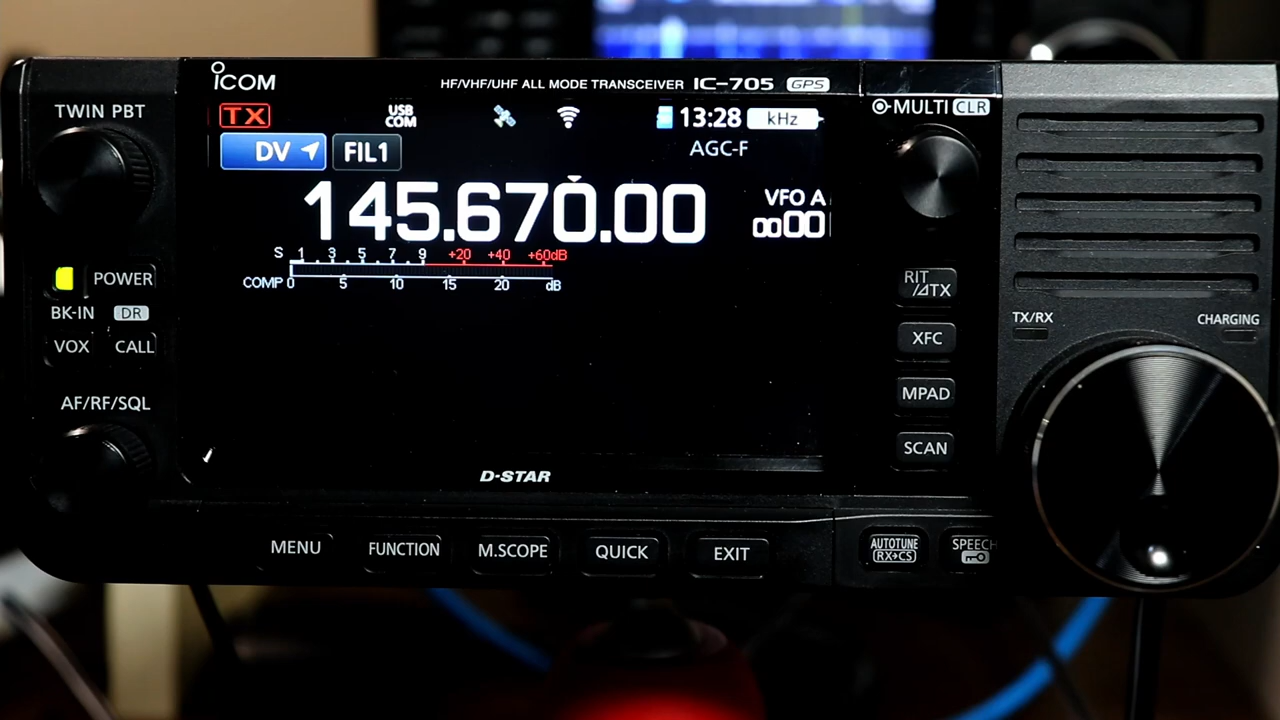 ICOM
HF/VHF/UHF ALL MODE TRANSCEIVER IC-705 GPS
TWIN PBT
TX
USB COM
13:28
kHz
MULTI CLR
DV
FIL1
AGC-F
145.670.00
VFO A
00
S 1 3 5 7 9 +20 +40 +60dB
COMP 0 5 10 15 20 dB
POWER
BK-IN DR
VOX CALL
AF/RF/SQL
RIT
/⊿TX
XFC
MPAD
SCAN
TX/RX
CHARGING
D-STAR
MENU FUNCTION M.SCOPE QUICK EXIT
AUTOTUNE
RX→CS
SPEECH